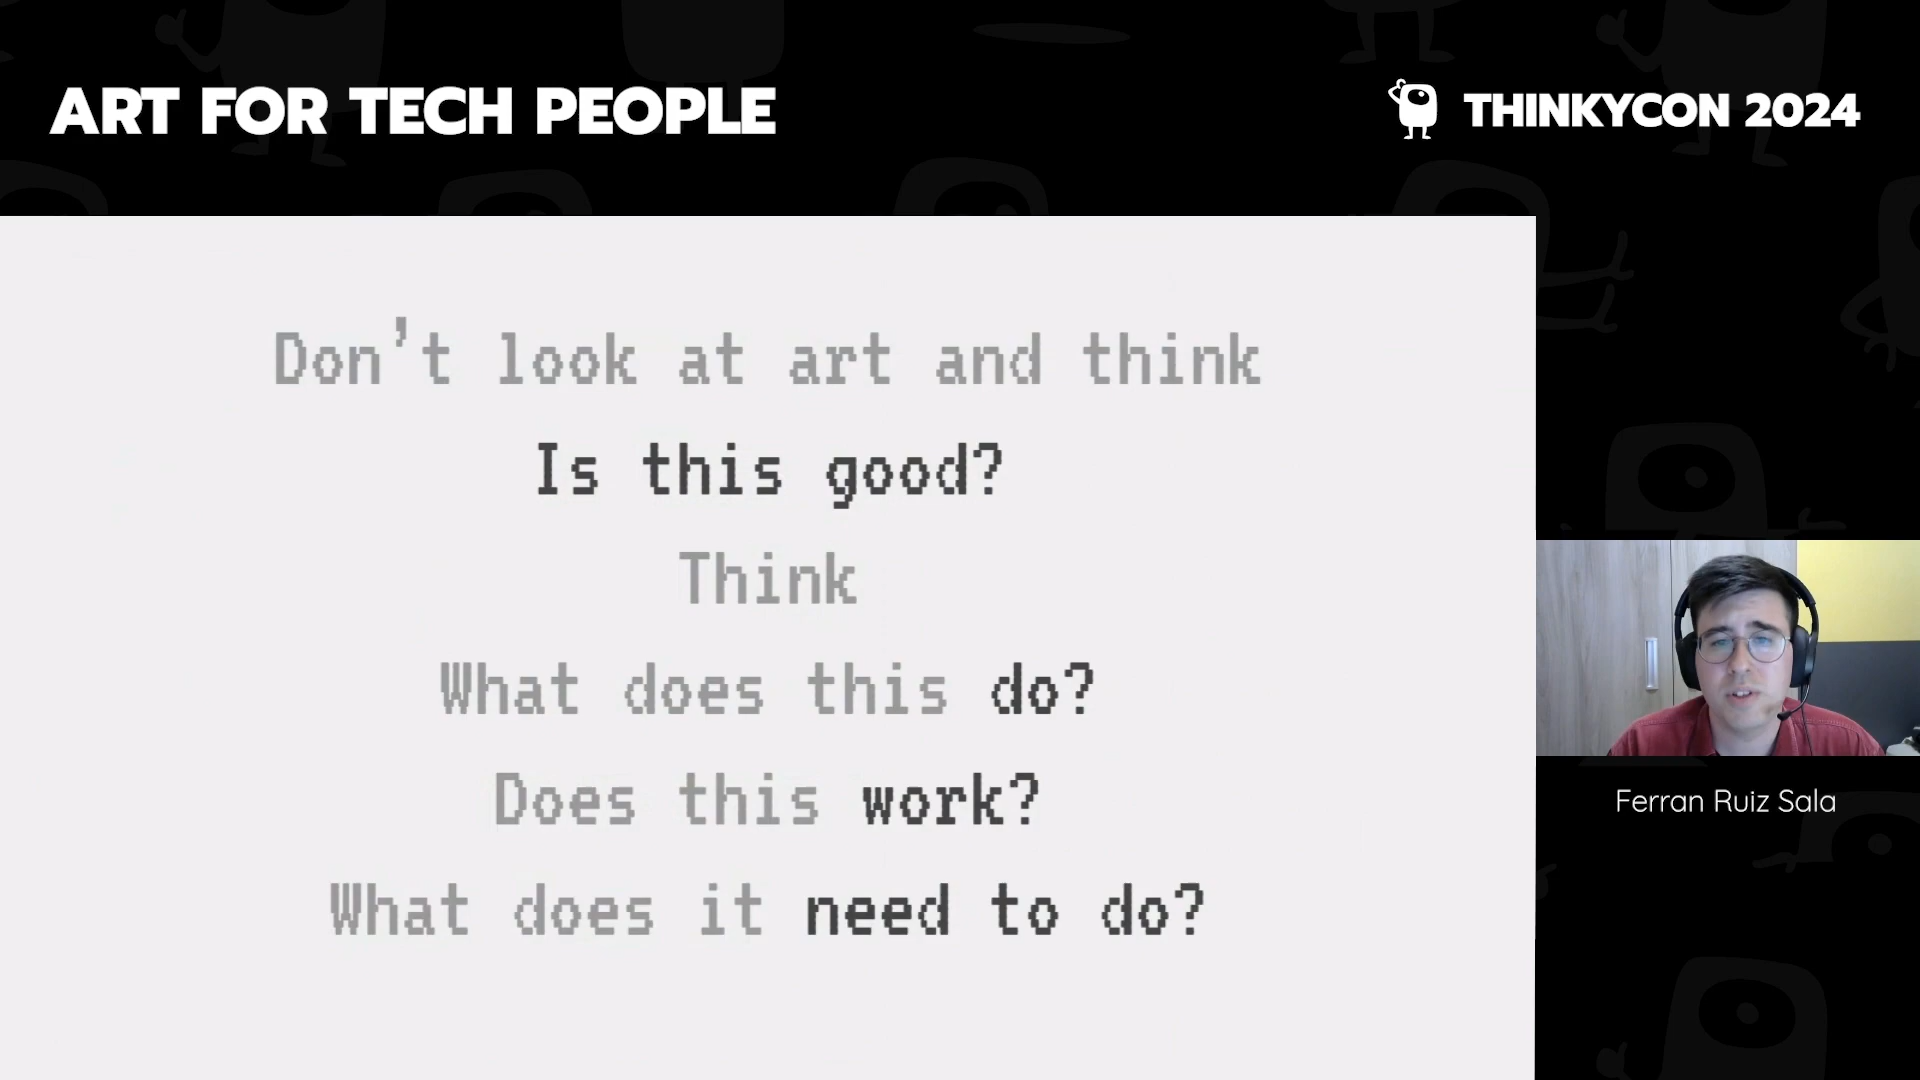 ART FOR TECH PEOPLE
THINKYCON 2024
Don't look at art and think
Is this good?
Think
What does this do?
Does this work?
What does it need to do?
Ferran Ruiz Sala